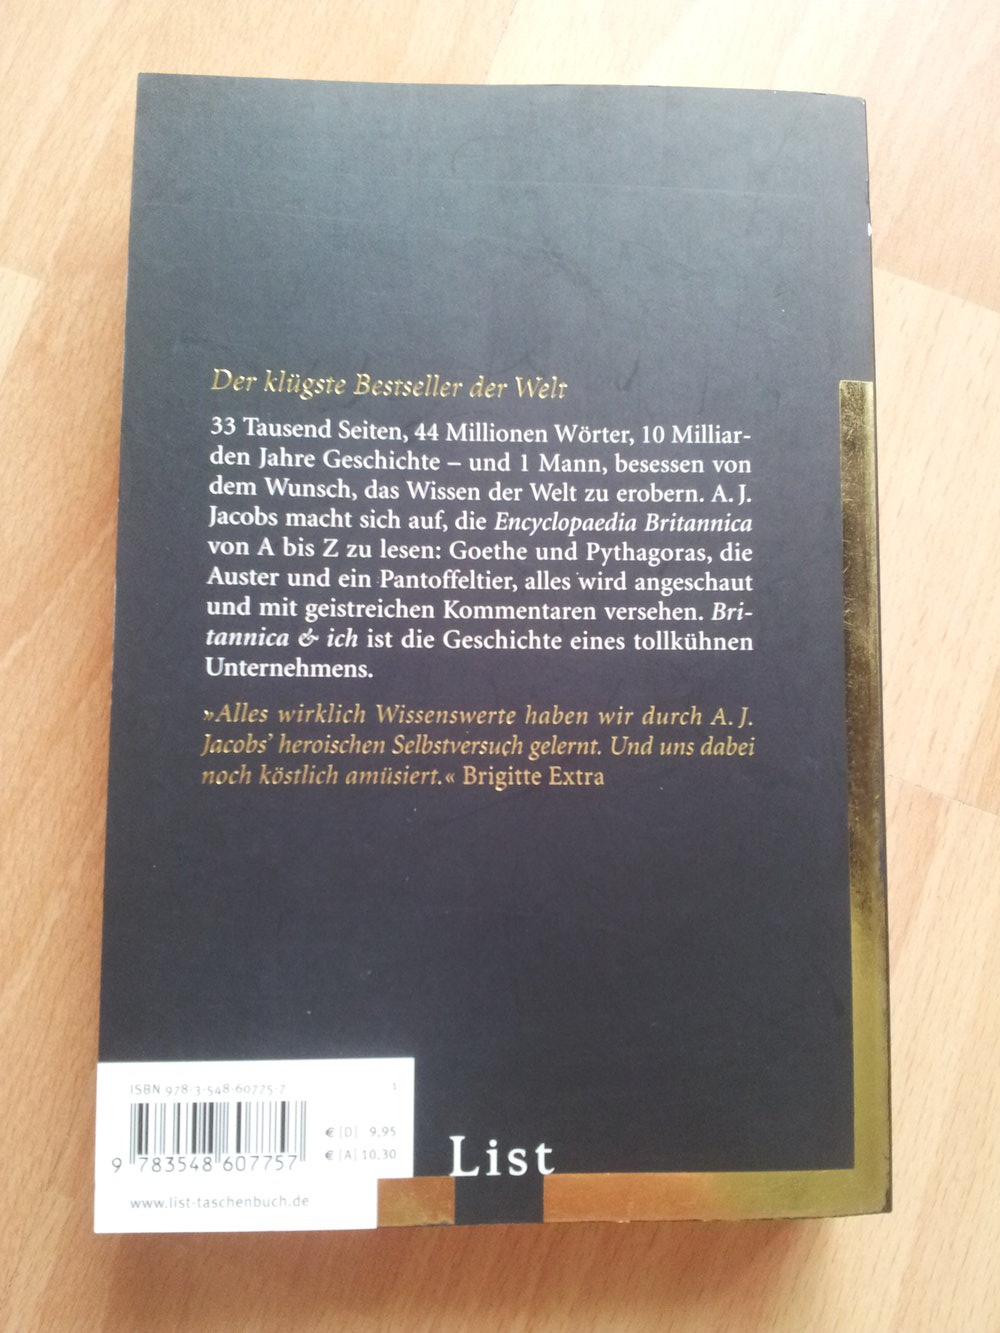 Der klügste Bestseller der Welt
33 Tausend Seiten, 44 Millionen Wörter, 10 Milliar-
den Jahre Geschichte – und 1 Mann, besessen von
dem Wunsch, das Wissen der Welt zu erobern. A. J.
Jacobs macht sich auf, die Encyclopaedia Britannica
von A bis Z zu lesen: Goethe und Pythagoras, die
Auster und ein Pantoffeltier, alles wird angeschaut
und mit geistreichen Kommentaren versehen. Bri-
tannica & ich ist die Geschichte eines tollkühnen
Unternehmens.
»Alles wirklich Wissenswerte haben wir durch A. J.
Jacobs’ heroischen Selbstversuch gelernt. Und uns dabei
noch köstlich amüsiert.« Brigitte Extra
ISBN 978-3-548-60775-7 1
€ |D| 9,95
€ |A| 10,30
9 783548 607757
www.list-taschenbuch.de
List